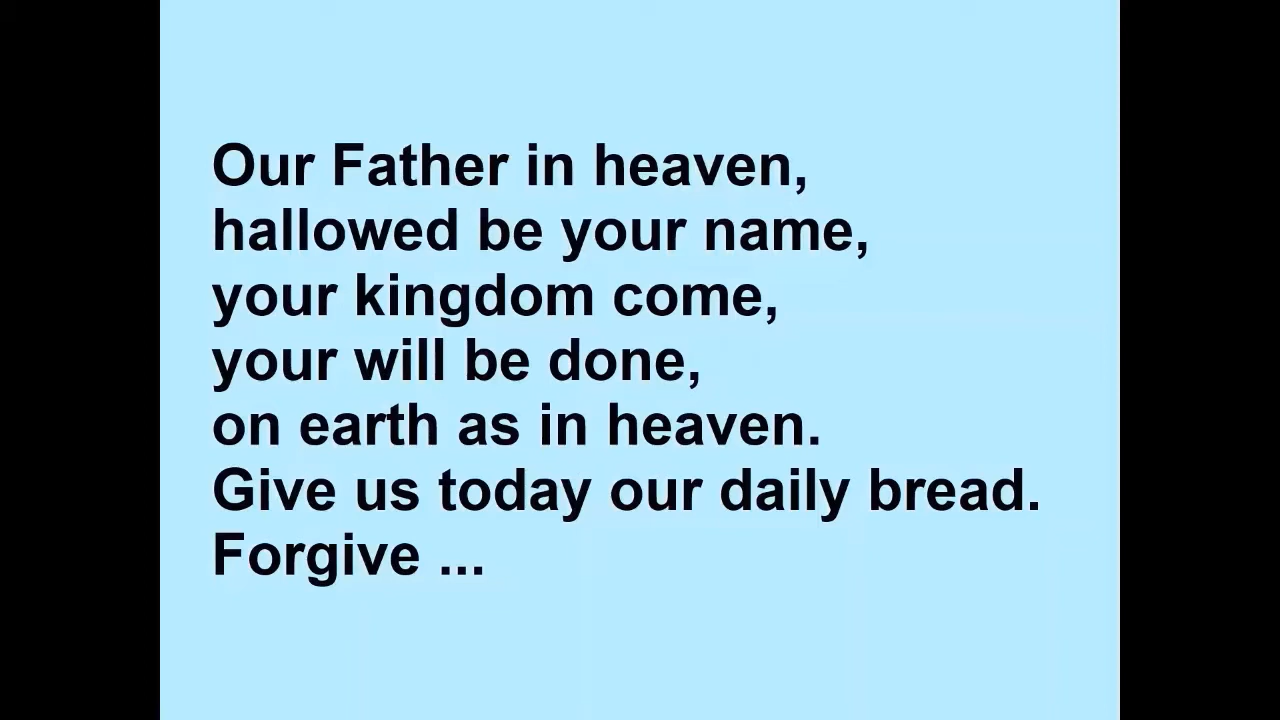 Our Father in heaven,
hallowed be your name,
your kingdom come,
your will be done,
on earth as in heaven.
Give us today our daily bread.
Forgive ...